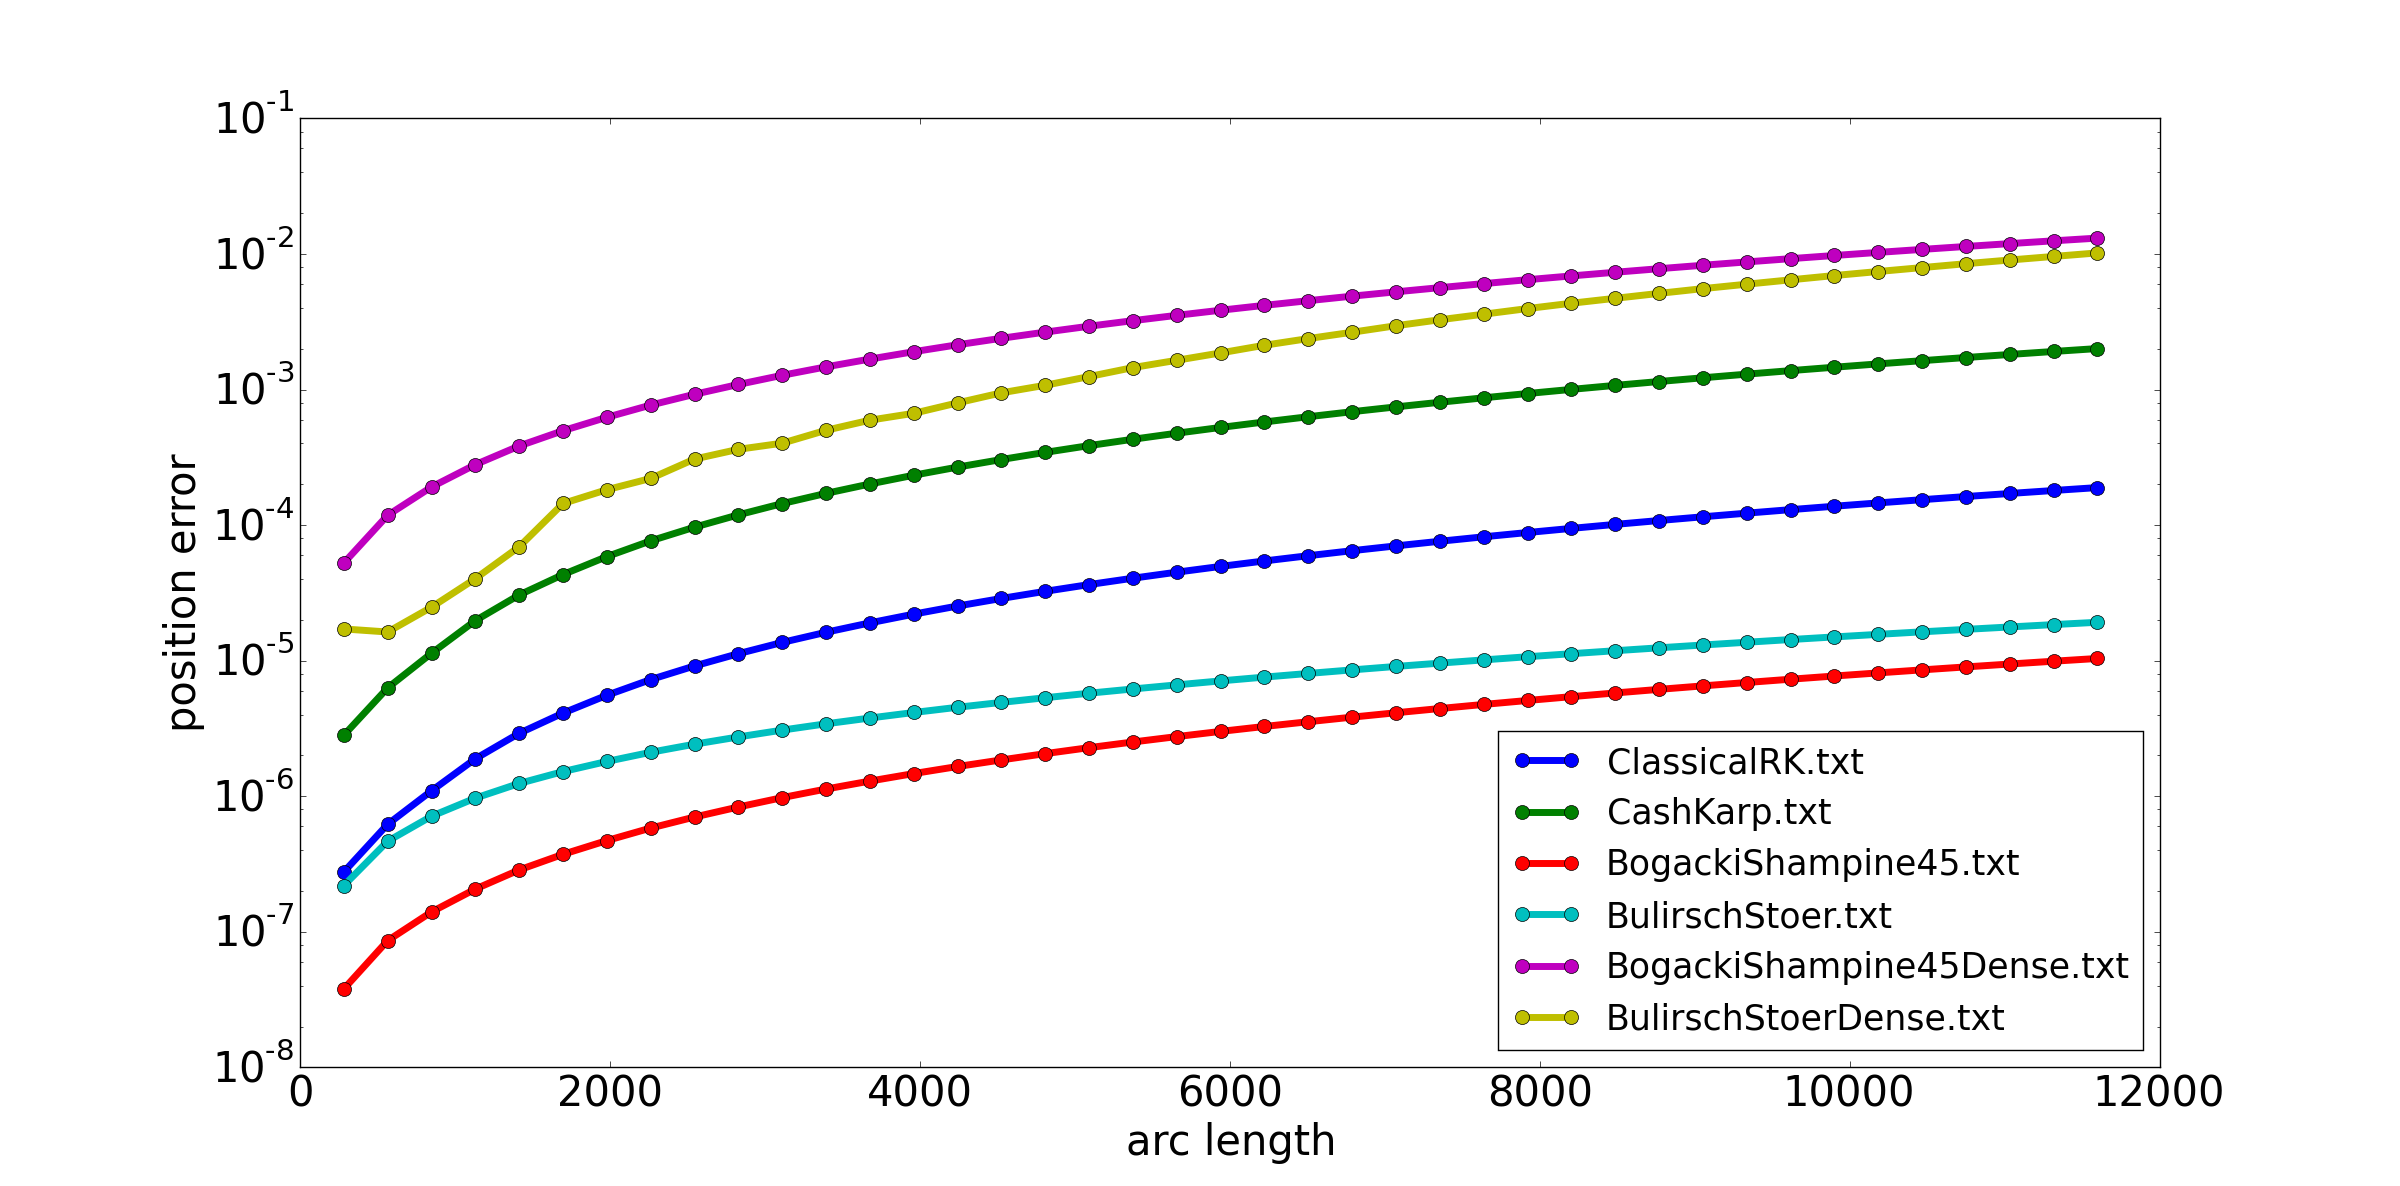 10^-1
10^-2
10^-3
10^-4
10^-5
10^-6
10^-7
10^-8
position error
0 2000 4000 6000 8000 10000 12000
arc length
ClassicalRK.txt
CashKarp.txt
BogackiShampine45.txt
BulirschStoer.txt
BogackiShampine45Dense.txt
BulirschStoerDense.txt